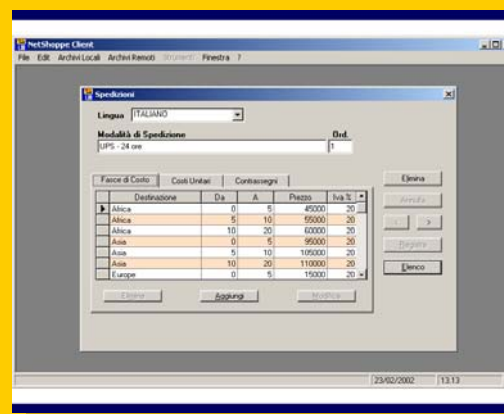 NetShoppe Client
File Edit Archivi Locali Archivi Remoti Strumenti Finestra ?
Spedizioni
Lingua ITALIANO
Modalità di Spedizione Ord.
UPS - 24 ore 1
Fasce di Costo Costi Unitari Contrassegni
Destinazione Da A Prezzo Iva %
Africa 0 5 45000 20
Africa 5 10 55000 20
Africa 10 20 60000 20
Asia 0 5 95000 20
Asia 5 10 105000 20
Asia 10 20 110000 20
Europe 0 5 15000 20
Elimina Aggiungi Modifica
Elimina
Annulla
< >
Registra
Elenco
23/02/2002 13.13